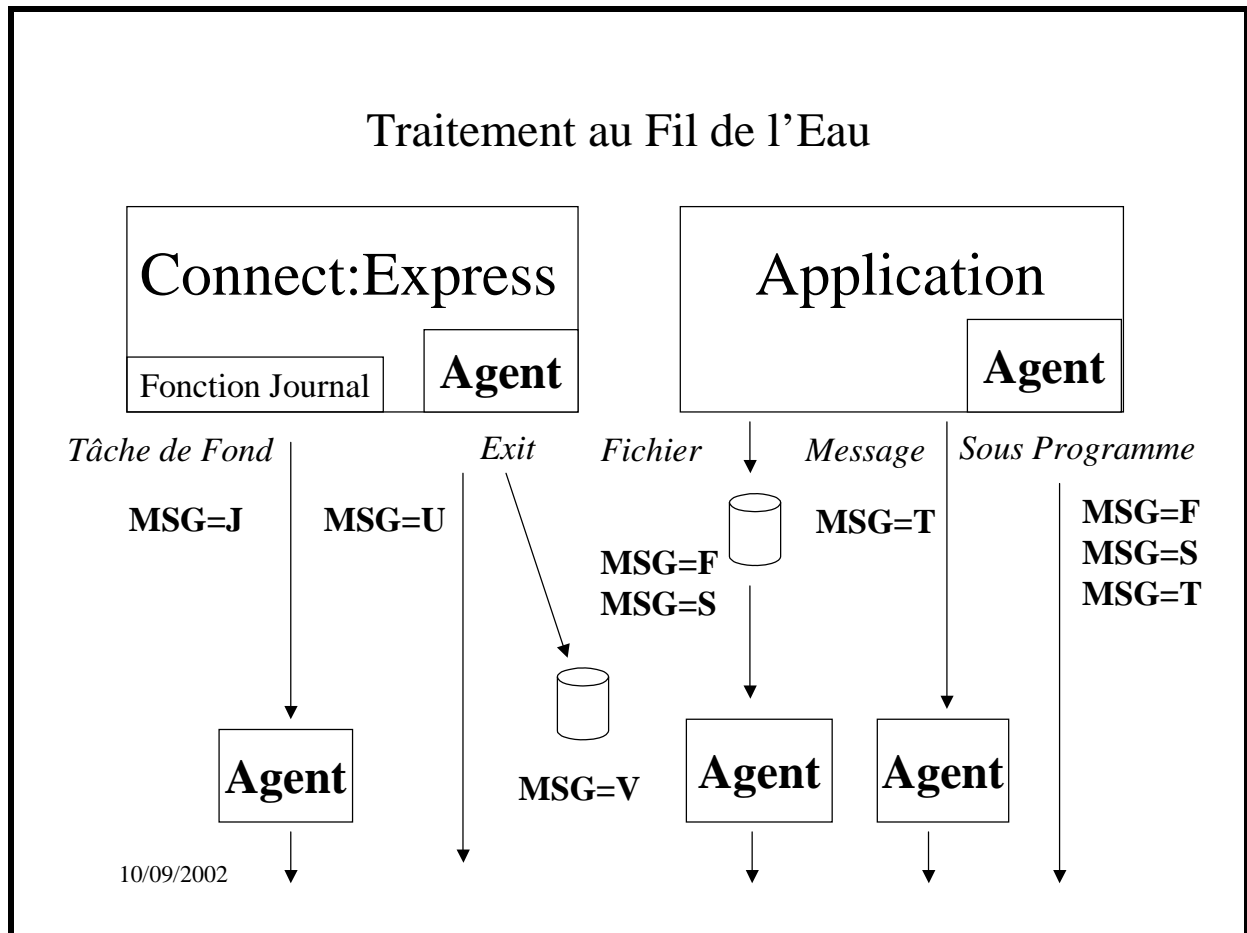 Traitement au Fil de l’Eau
Connect:Express
Application
Fonction Journal
Agent
Agent
Tâche de Fond
Exit
Fichier
Message
Sous Programme
MSG=J
MSG=U
MSG=F
MSG=S
MSG=T
MSG=F
MSG=S
MSG=T
MSG=V
Agent
Agent
Agent
10/09/2002